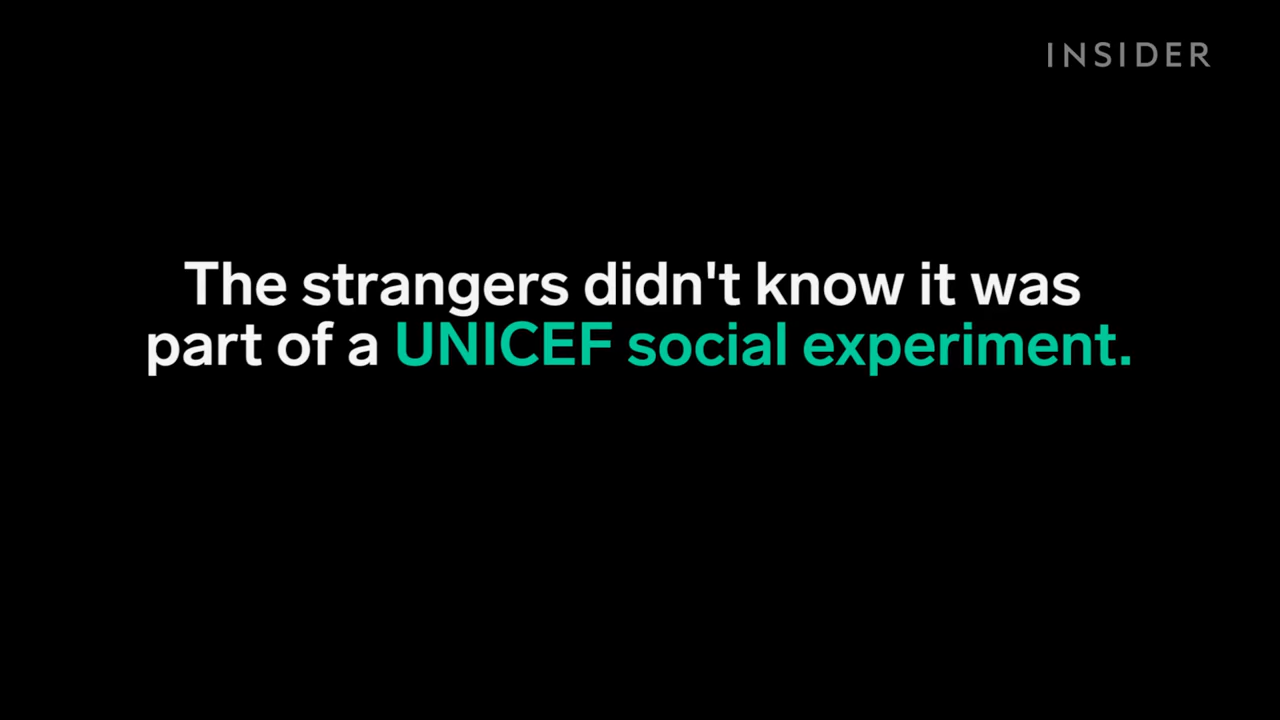 INSIDER
The strangers didn't know it was
part of a UNICEF social experiment.